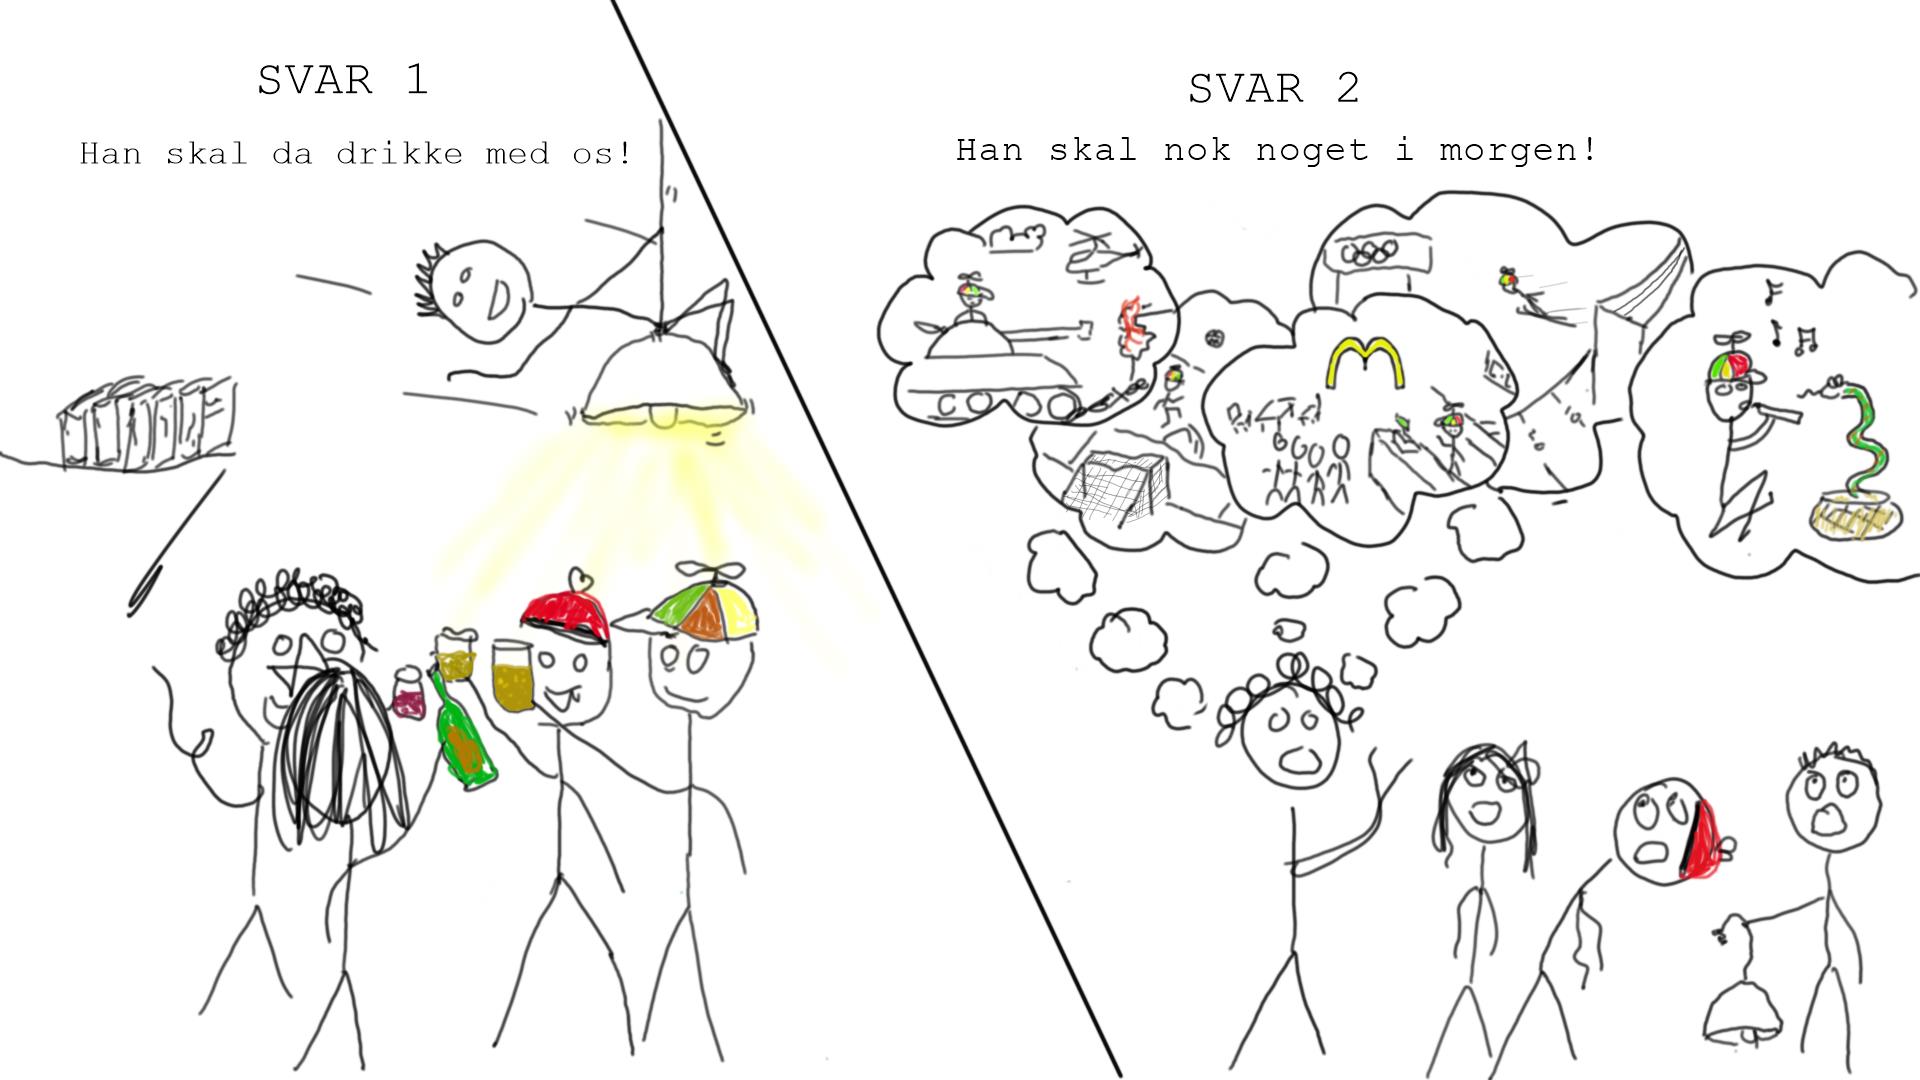 SVAR 1
Han skal da drikke med os!
SVAR 2
Han skal nok noget i morgen!